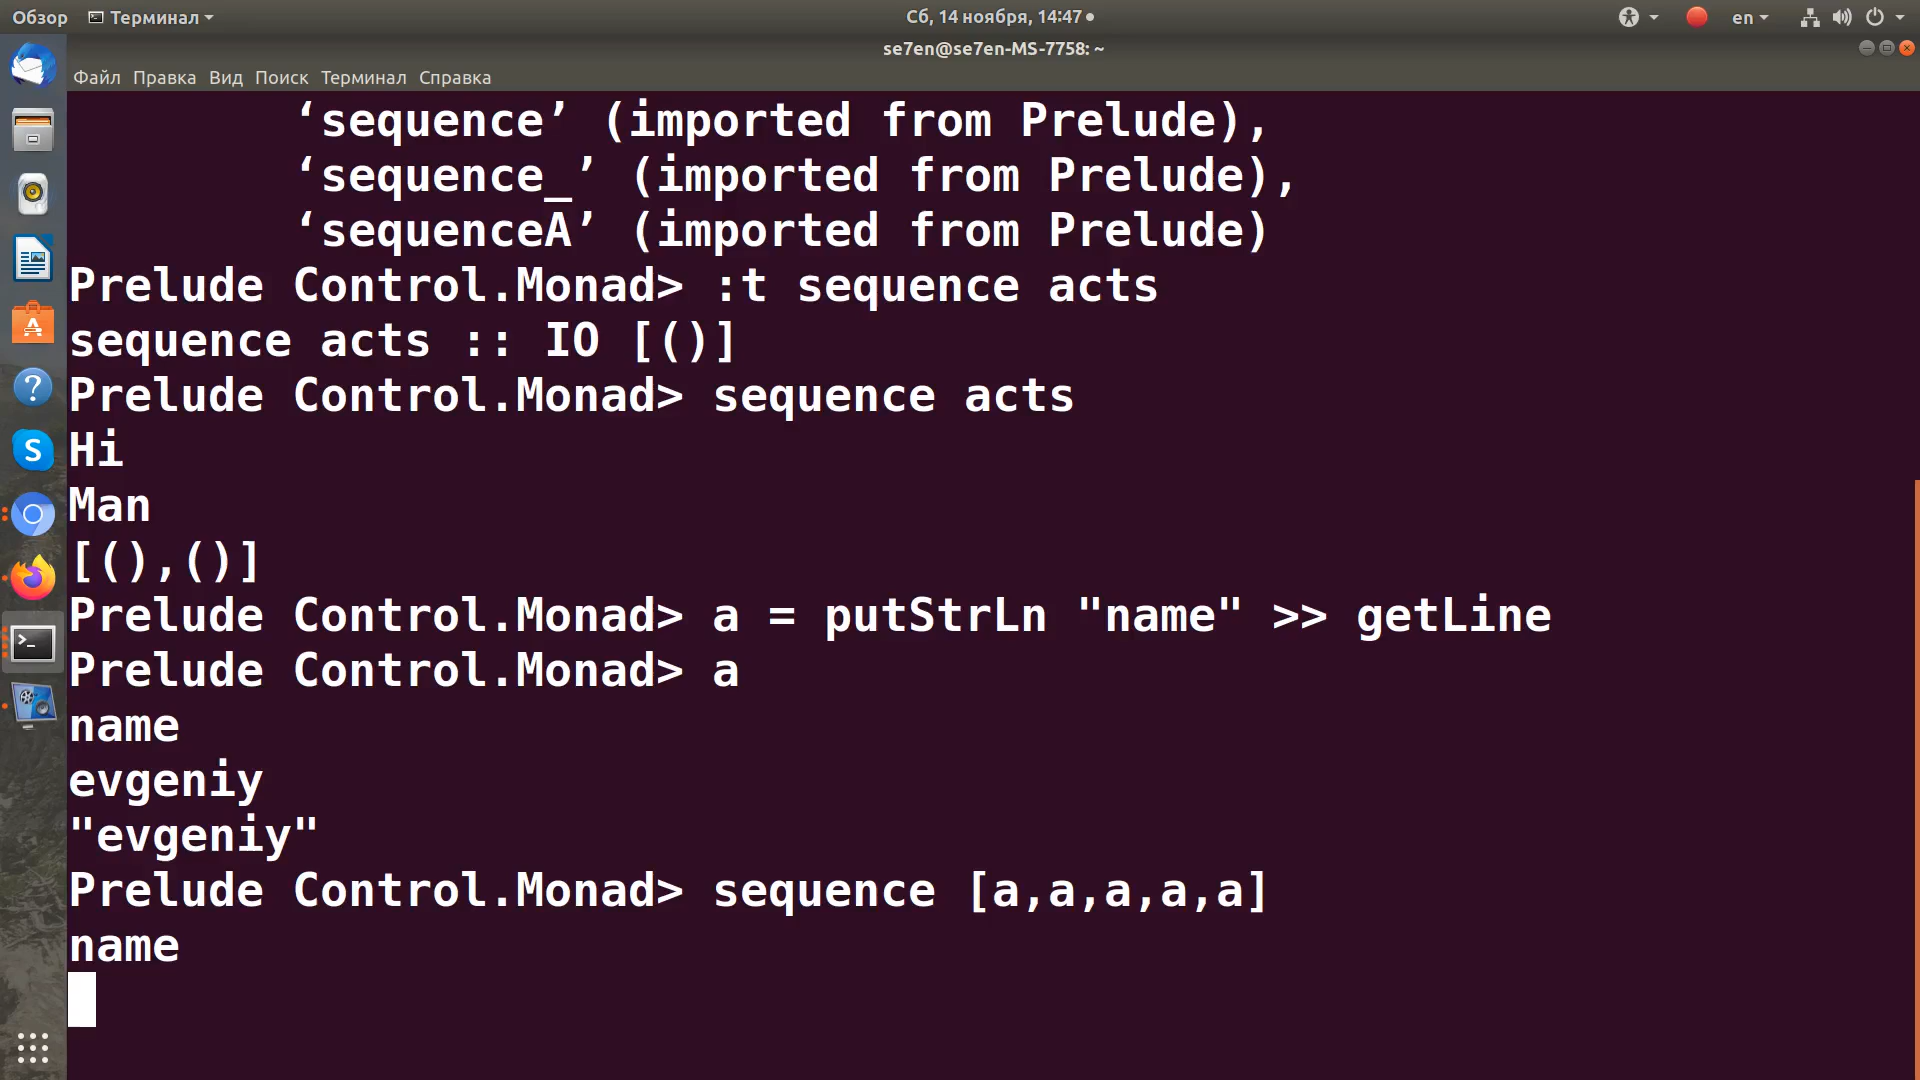 Обзор Терминал Сб, 14 ноября, 14:47 en
se7en@se7en-MS-7758: ~
Файл Правка Вид Поиск Терминал Справка
‘sequence’ (imported from Prelude),
‘sequence_’ (imported from Prelude),
‘sequenceA’ (imported from Prelude)
Prelude Control.Monad> :t sequence acts
sequence acts :: IO [()]
Prelude Control.Monad> sequence acts
Hi
Man
[(),()]
Prelude Control.Monad> a = putStrLn "name" >> getLine
Prelude Control.Monad> a
name
evgeniy
"evgeniy"
Prelude Control.Monad> sequence [a,a,a,a,a]
name